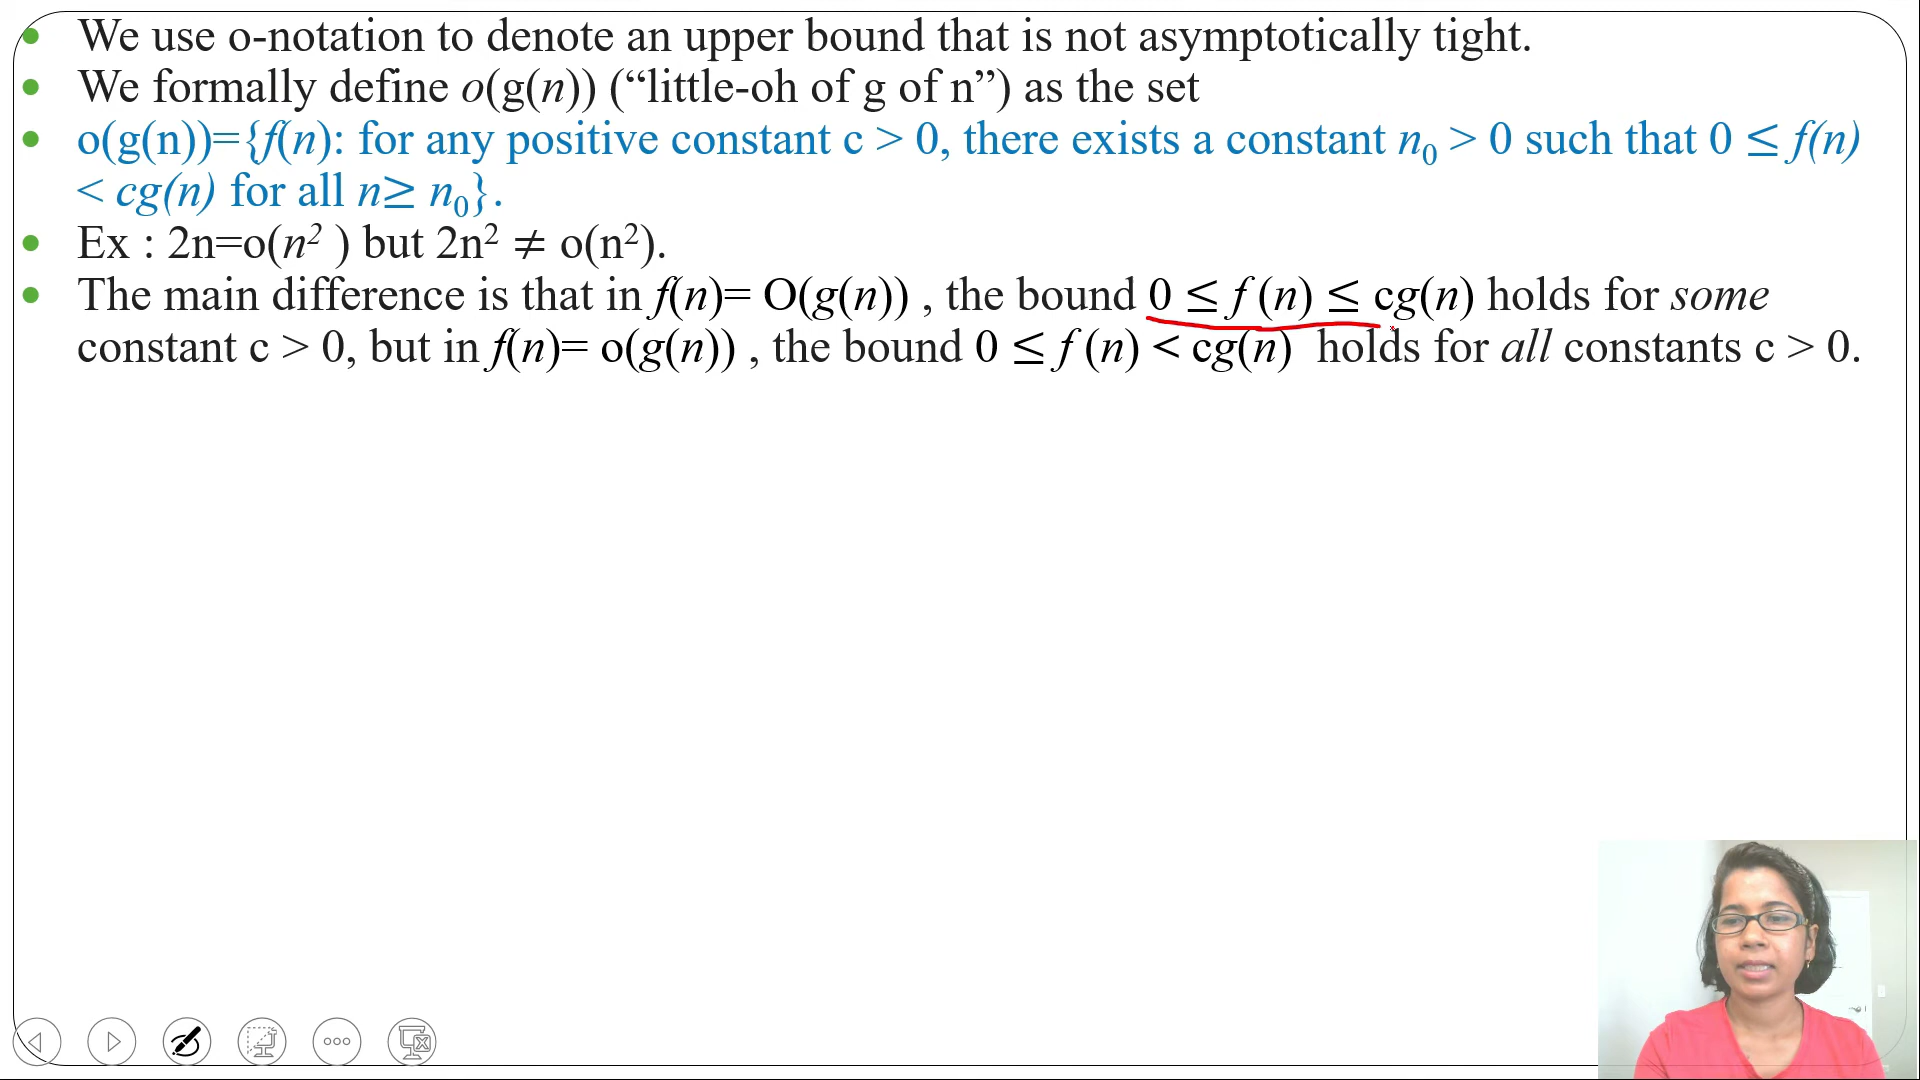 We use o-notation to denote an upper bound that is not asymptotically tight.
We formally define o(g(n)) (“little-oh of g of n”) as the set
o(g(n))={f(n): for any positive constant c > 0, there exists a constant n₀ > 0 such that 0 ≤ f(n)
< cg(n) for all n≥ n₀}.
Ex : 2n=o(n² ) but 2n² ≠ o(n²).
The main difference is that in f(n)= O(g(n)) , the bound 0 ≤ f (n) ≤ cg(n) holds for some
constant c > 0, but in f(n)= o(g(n)) , the bound 0 ≤ f (n) < cg(n) holds for all constants c > 0.